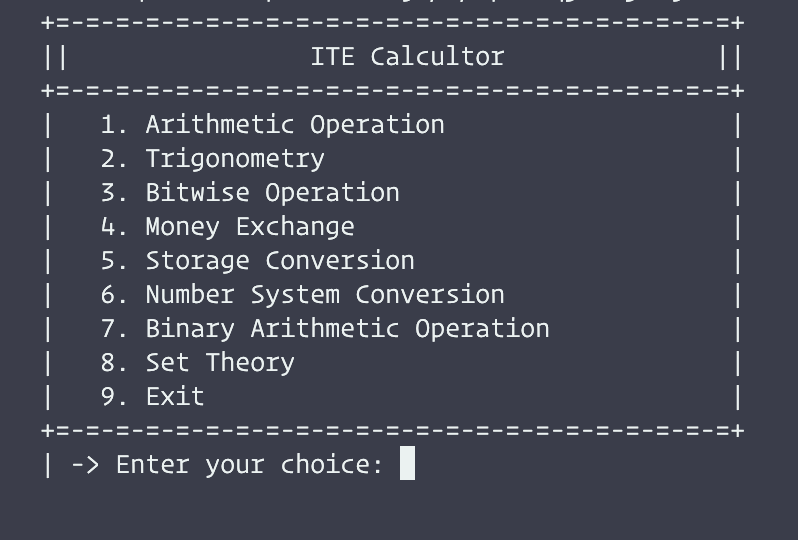 +=-=-=-=-=-=-=-=-=-=-=-=-=-=-=-=-=-=-=-=-=-=-=+
|| ITE Calcultor ||
+=-=-=-=-=-=-=-=-=-=-=-=-=-=-=-=-=-=-=-=-=-=-=+
| 1. Arithmetic Operation |
| 2. Trigonometry |
| 3. Bitwise Operation |
| 4. Money Exchange |
| 5. Storage Conversion |
| 6. Number System Conversion |
| 7. Binary Arithmetic Operation |
| 8. Set Theory |
| 9. Exit |
+=-=-=-=-=-=-=-=-=-=-=-=-=-=-=-=-=-=-=-=-=-=-=+
| -> Enter your choice: